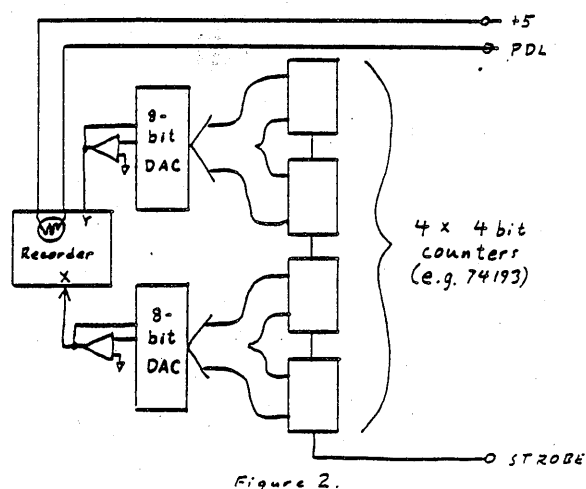 +5
PDL
8-
bit
DAC
Y
Recorder
X
4 x 4 bit
counters
(e.g. 74193)
8-
bit
DAC
STROBE
Figure 2.